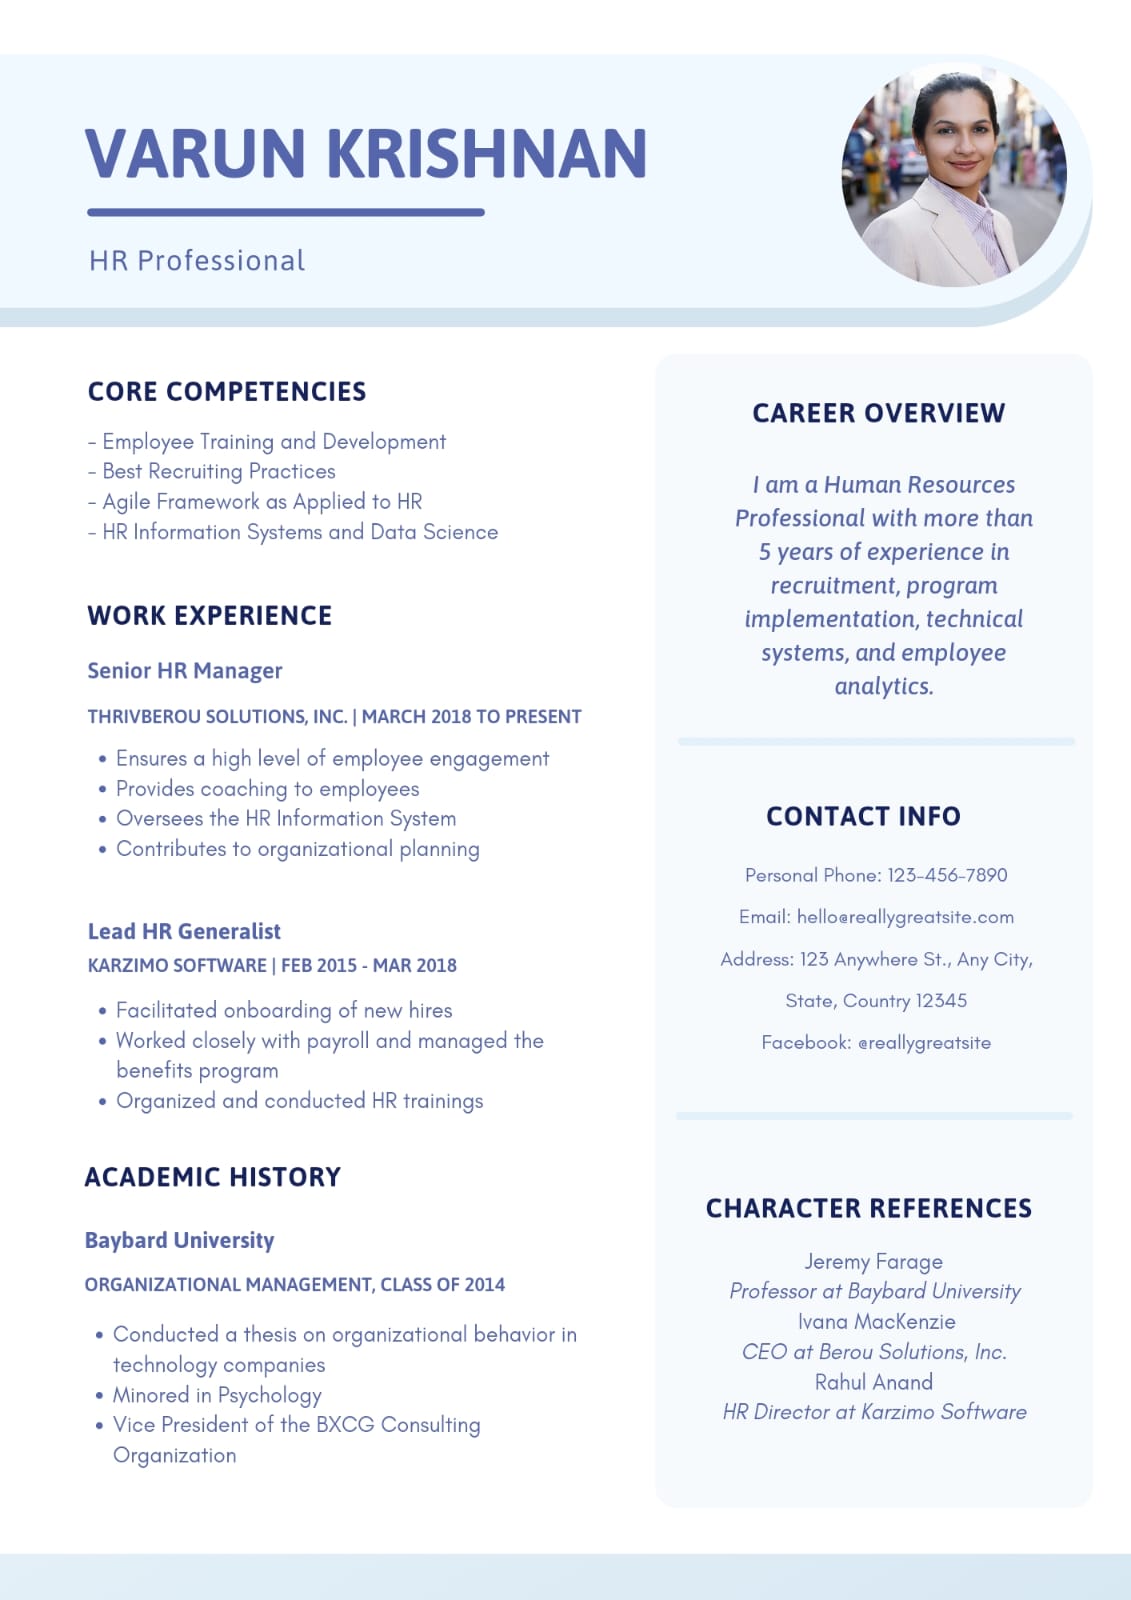 VARUN KRISHNAN
HR Professional
CORE COMPETENCIES
- Employee Training and Development
- Best Recruiting Practices
- Agile Framework as Applied to HR
- HR Information Systems and Data Science
WORK EXPERIENCE
Senior HR Manager
THRIVBEROU SOLUTIONS, INC. | MARCH 2018 TO PRESENT
• Ensures a high level of employee engagement
• Provides coaching to employees
• Oversees the HR Information System
• Contributes to organizational planning
Lead HR Generalist
KARZIMO SOFTWARE | FEB 2015 - MAR 2018
• Facilitated onboarding of new hires
• Worked closely with payroll and managed the
benefits program
• Organized and conducted HR trainings
ACADEMIC HISTORY
Baybard University
ORGANIZATIONAL MANAGEMENT, CLASS OF 2014
• Conducted a thesis on organizational behavior in
technology companies
• Minored in Psychology
• Vice President of the BXCG Consulting
Organization
CAREER OVERVIEW
I am a Human Resources
Professional with more than
5 years of experience in
recruitment, program
implementation, technical
systems, and employee
analytics.
CONTACT INFO
Personal Phone: 123-456-7890
Email: hello@reallygreatsite.com
Address: 123 Anywhere St., Any City,
State, Country 12345
Facebook: @reallygreatsite
CHARACTER REFERENCES
Jeremy Farage
Professor at Baybard University
Ivana MacKenzie
CEO at Berou Solutions, Inc.
Rahul Anand
HR Director at Karzimo Software